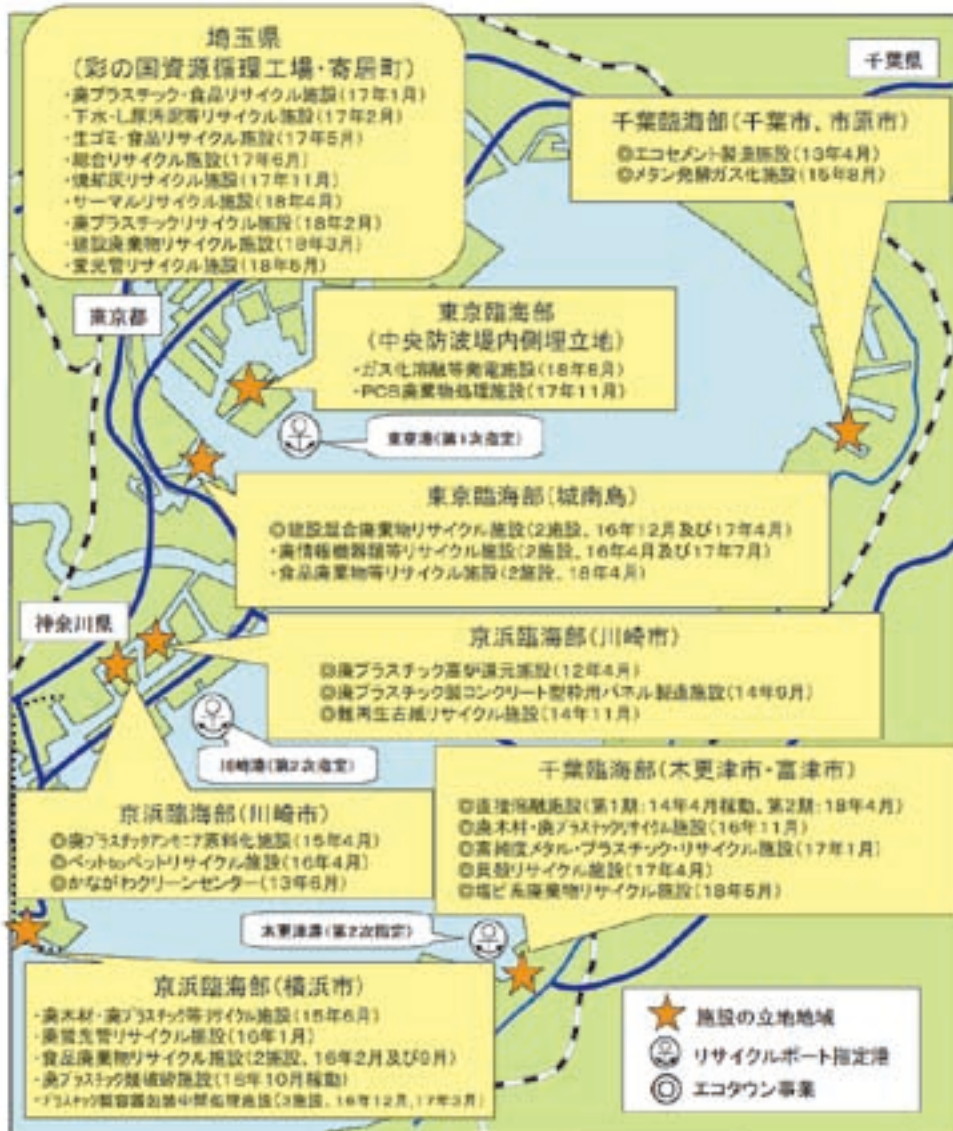 埼玉県
(彩の国資源循環工場・寄居町)
・廃プラスチック・食品リサイクル施設(17年1月)
・下水・し尿汚泥等リサイクル施設(17年2月)
・生ゴミ・食品リサイクル施設(17年5月)
・総合リサイクル施設(17年6月)
・焼却灰リサイクル施設(17年11月)
・サーマルリサイクル施設(18年4月)
・廃プラスチックリサイクル施設(18年2月)
・建設廃棄物リサイクル施設(18年3月)
・蛍光管リサイクル施設(18年5月)
千葉県
千葉臨海部(千葉市、市原市)
◎エコセメント製造施設(13年4月)
◎メタン発酵ガス化施設(15年8月)
東京都
東京臨海部
(中央防波堤内側埋立地)
・ガス化溶融等発電施設(18年8月)
・PCB廃棄物処理施設(17年11月)
東京港(第1次指定)
東京臨海部(城南島)
◎建設混合廃棄物リサイクル施設(2施設、16年12月及び17年4月)
・廃情報機器類等リサイクル施設(2施設、16年4月及び17年7月)
・食品廃棄物等リサイクル施設(2施設、18年4月)
神奈川県
京浜臨海部(川崎市)
◎廃プラスチック高炉還元施設(12年4月)
◎廃プラスチック製コンクリート型枠用パネル製造施設(14年9月)
◎難再生古紙リサイクル施設(14年11月)
川崎港(第2次指定)
京浜臨海部(川崎市)
◎廃プラスチックアンモニア原料化施設(15年4月)
◎ペットtoペットリサイクル施設(16年4月)
◎かながわクリーンセンター(13年6月)
千葉臨海部(木更津市・富津市)
◎直接溶融施設(第1期:14年4月稼動、第2期:18年4月)
◎廃木材・廃プラスチックリサイクル施設(16年11月)
◎高純度メタル・プラスチック・リサイクル施設(17年1月)
◎貝殻リサイクル施設(17年4月)
◎塩ビ系廃棄物リサイクル施設(18年5月)
木更津港(第2次指定)
京浜臨海部(横浜市)
・廃木材・廃プラスチック等リサイクル施設(15年6月)
・廃蛍光管リサイクル施設(16年1月)
・食品廃棄物リサイクル施設(2施設、16年2月及び9月)
・廃プラスチック類破砕施設(15年10月稼動)
・プラスチック製容器包装中間処理施設(3施設、16年12月,17年3月)
施設の立地地域
リサイクルポート指定港
エコタウン事業